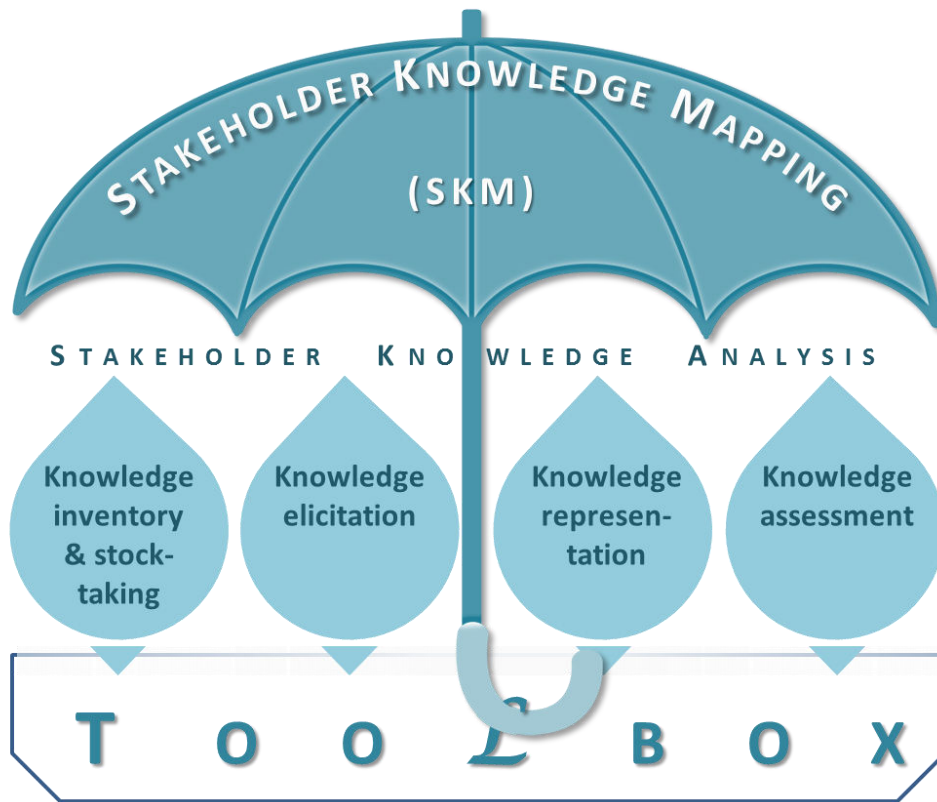 STAKEHOLDER KNOWLEDGE MAPPING
(SKM)
STAKEHOLDER KNOWLEDGE ANALYSIS
Knowledge
inventory
& stock-
taking
Knowledge
elicitation
Knowledge
represen-
tation
Knowledge
assessment
TOOLBOX